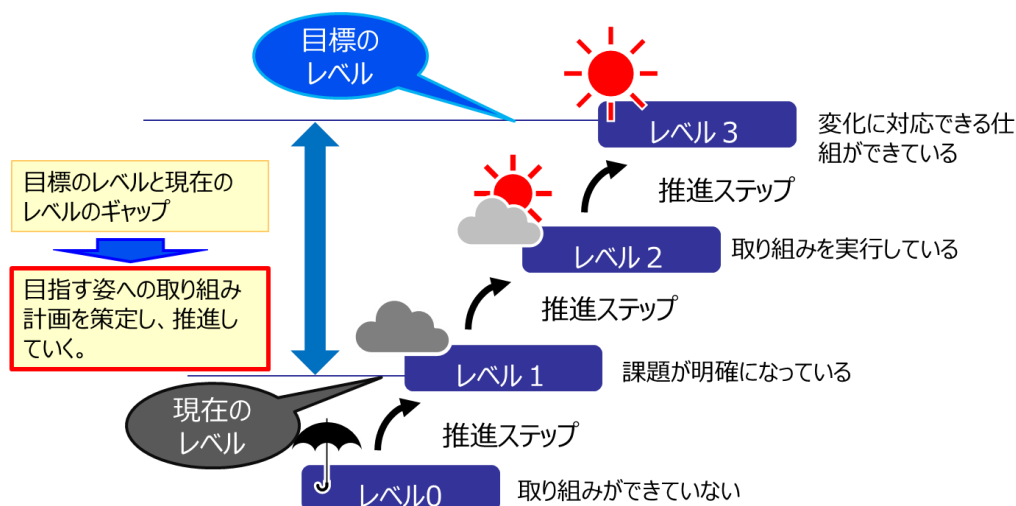 目標の
レベル
レベル３
変化に対応できる仕
組ができている
目標のレベルと現在の
レベルのギャップ
推進ステップ
レベル２
取り組みを実行している
目指す姿への取り組み
計画を策定し、推進し
ていく。
推進ステップ
レベル１
課題が明確になっている
現在の
レベル
推進ステップ
レベル0
取り組みができていない